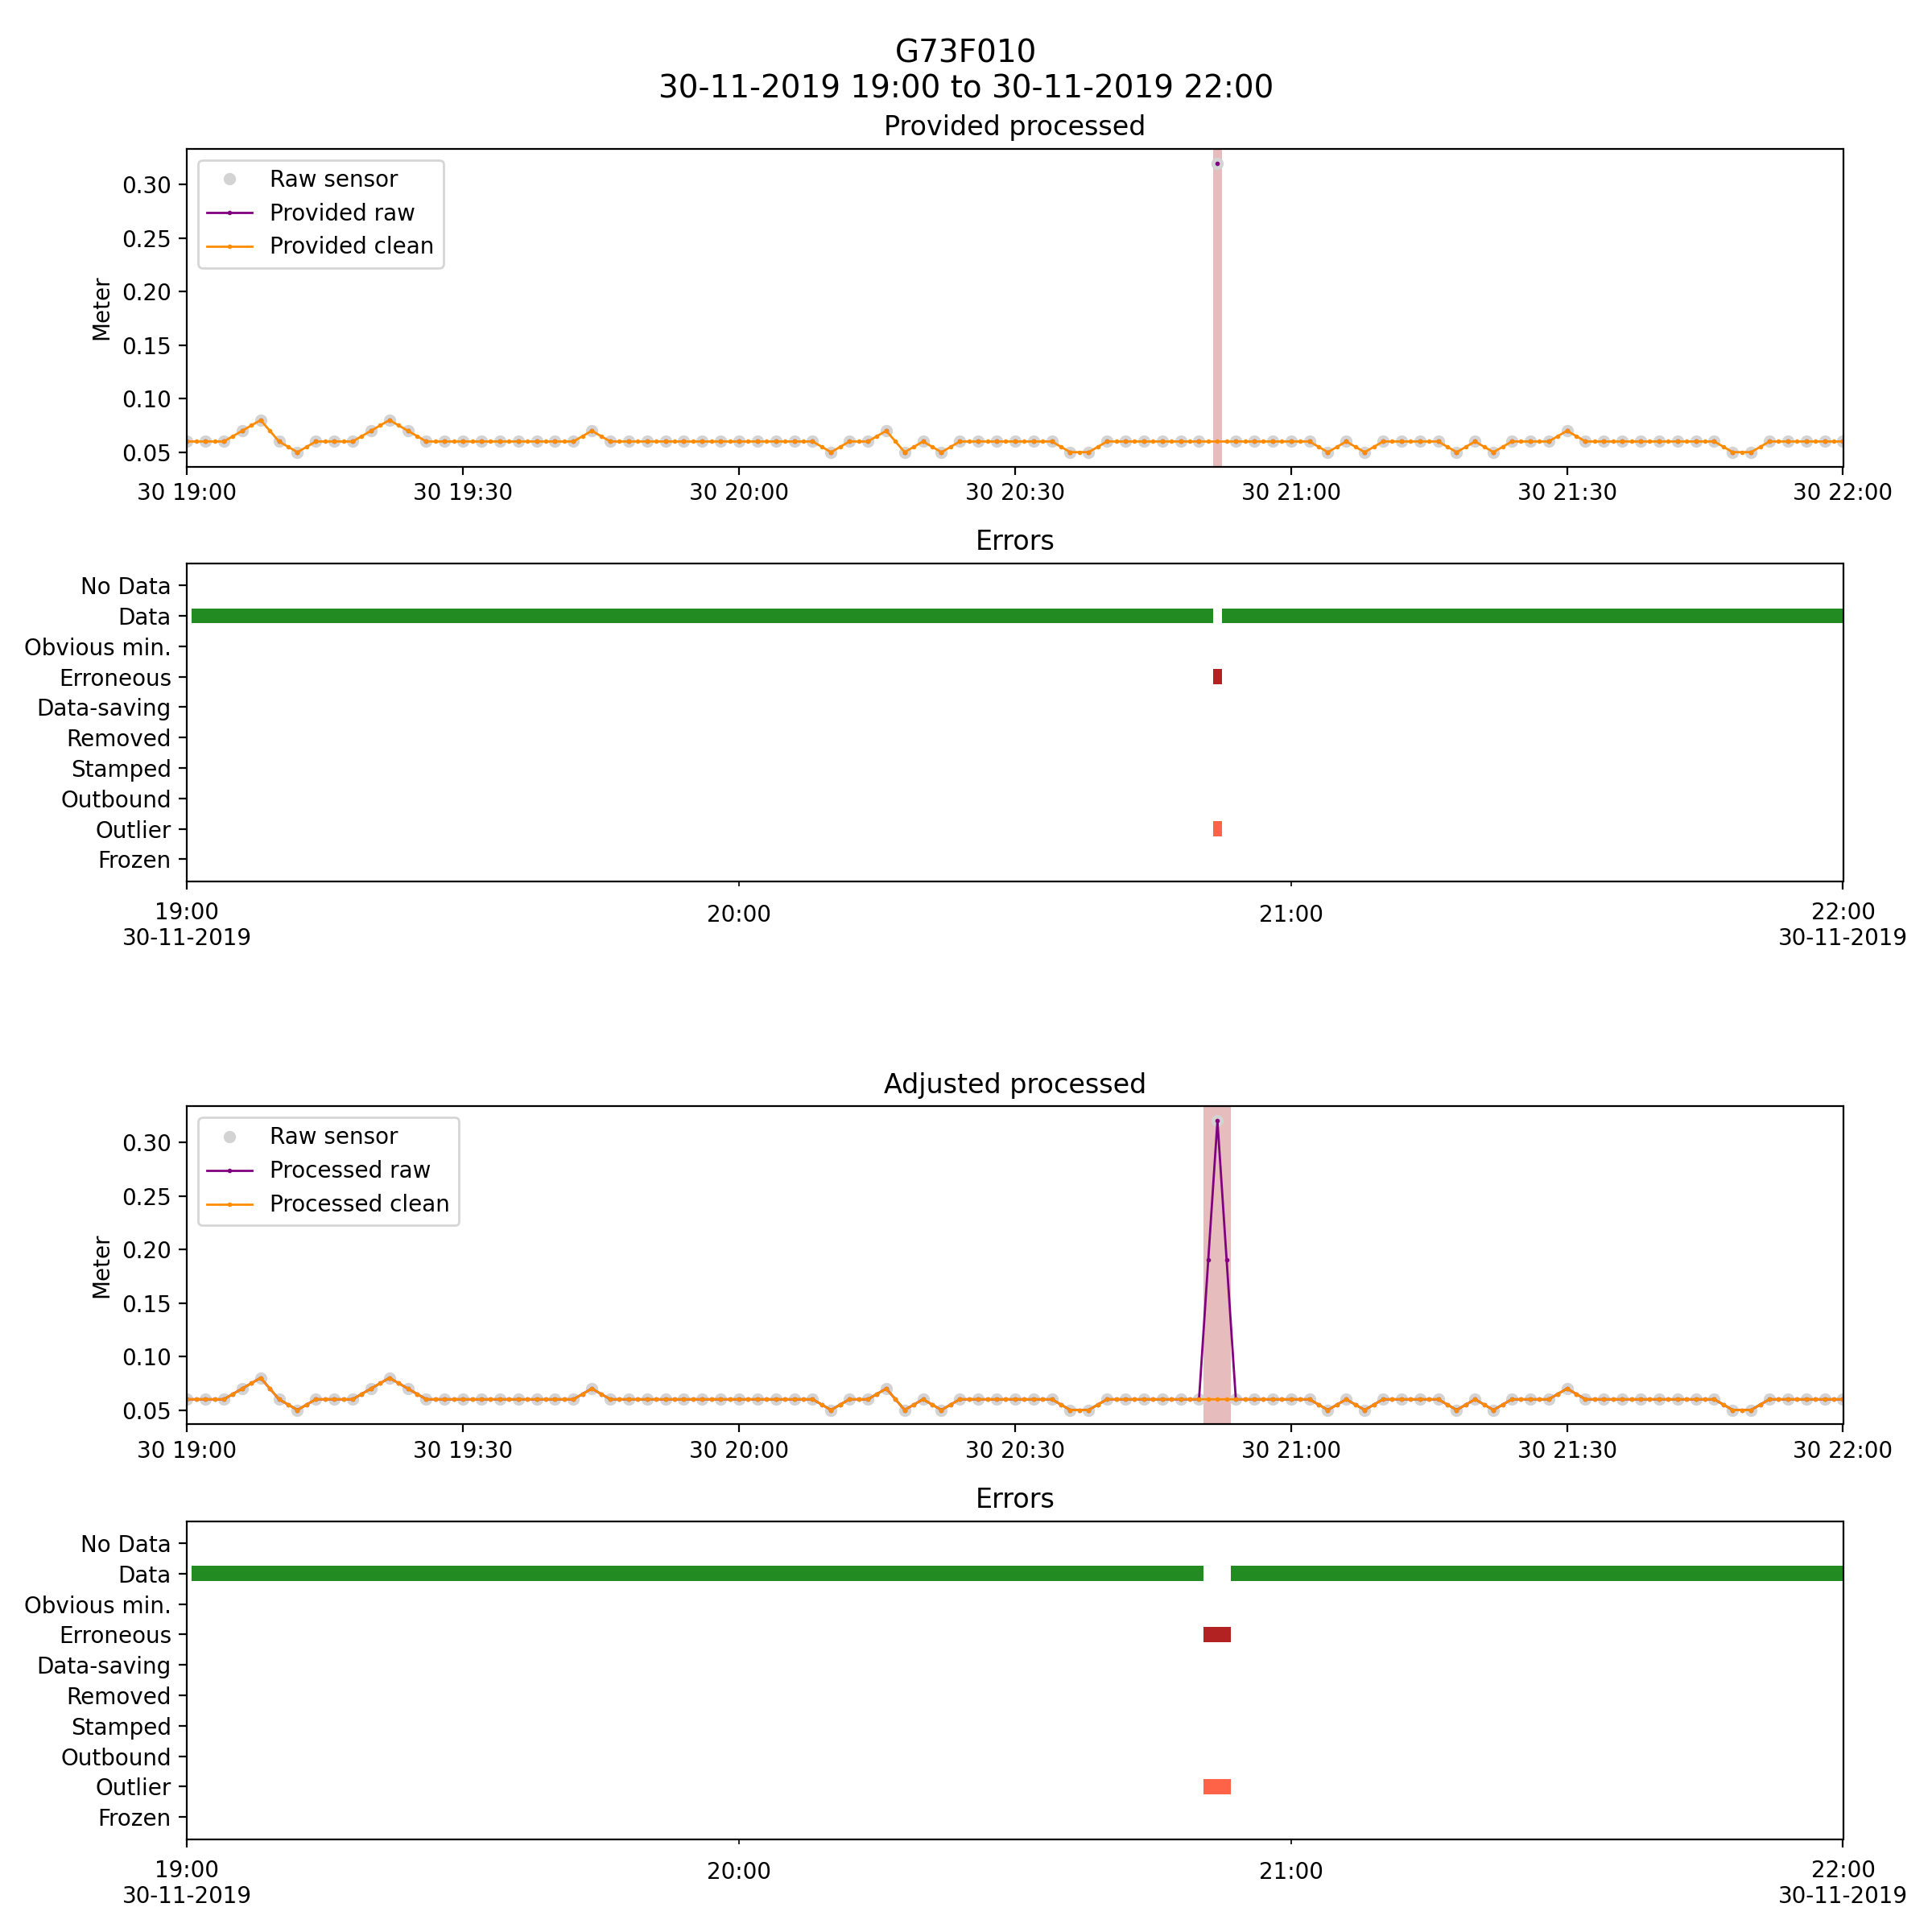 G73F010
30-11-2019 19:00 to 30-11-2019 22:00
Provided processed
Raw sensor
Provided raw
Provided clean
Meter
0.30
0.25
0.20
0.15
0.10
0.05
30 19:00 30 19:30 30 20:00 30 20:30 30 21:00 30 21:30 30 22:00
Errors
No Data
Data
Obvious min.
Erroneous
Data-saving
Removed
Stamped
Outbound
Outlier
Frozen
19:00 20:00 21:00 22:00
30-11-2019 30-11-2019
Adjusted processed
Raw sensor
Processed raw
Processed clean
Meter
0.30
0.25
0.20
0.15
0.10
0.05
30 19:00 30 19:30 30 20:00 30 20:30 30 21:00 30 21:30 30 22:00
Errors
No Data
Data
Obvious min.
Erroneous
Data-saving
Removed
Stamped
Outbound
Outlier
Frozen
19:00 20:00 21:00 22:00
30-11-2019 30-11-2019